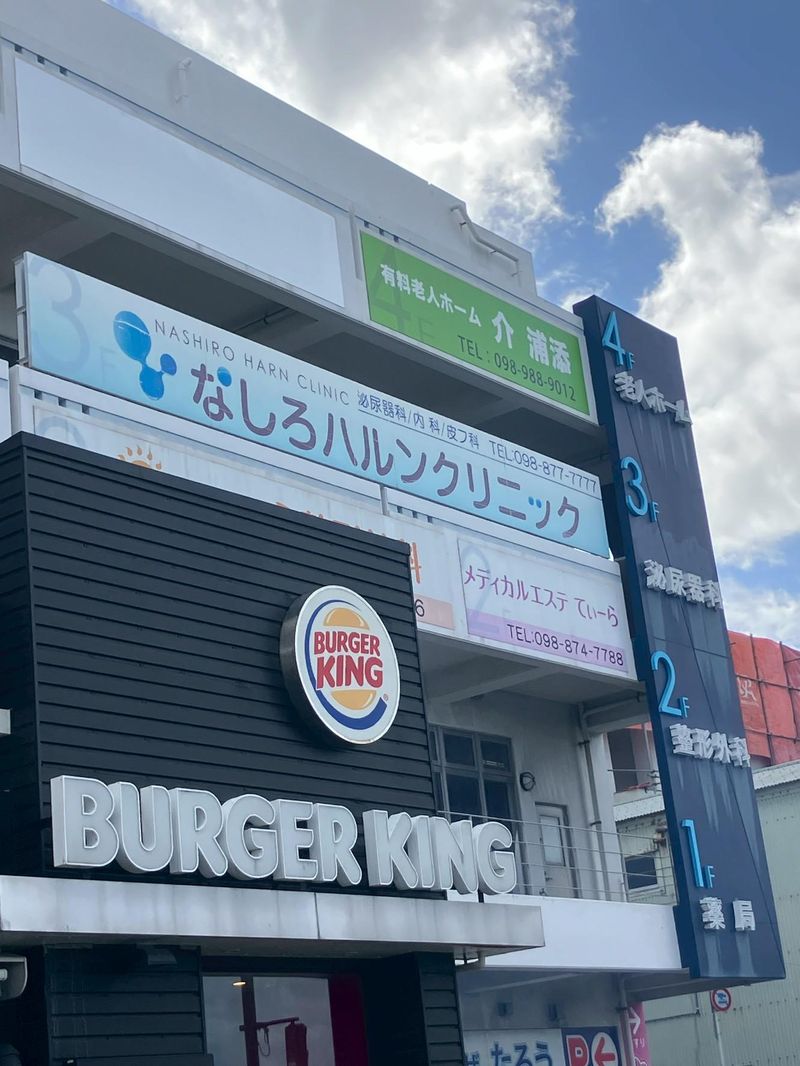 有料老人ホーム 介 浦添
4F
TEL:098-988-9012
3F
NASHIRO HARN CLINIC
泌尿器科/内 科/皮フ科 TEL:098-877-7777
なしろハルンクリニック
科
6
メディカルエステ てぃーら
TEL:098-874-7788
BURGER
KING
®
BURGER KING
4F
老人ホーム
3F
泌尿器科
2F
整形外科
1F
薬局
たろう
P